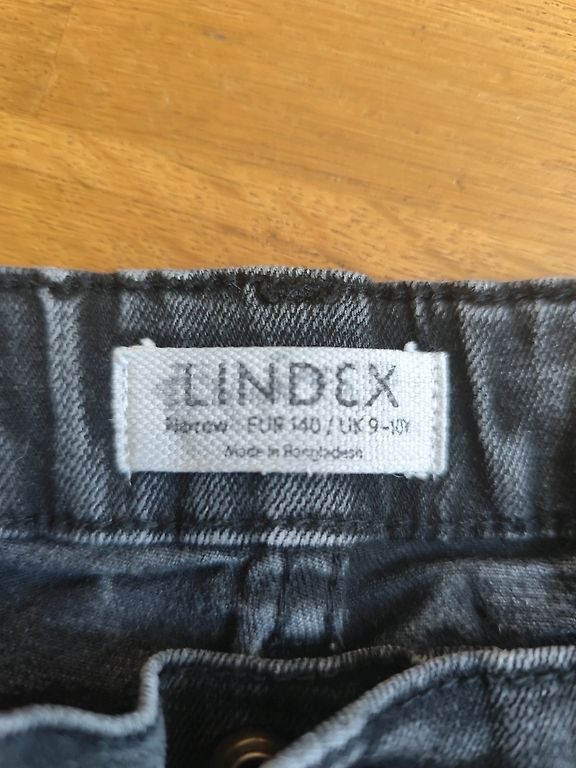 LINDEX
Narrow EUR 140 / UK 9-10Y
Made in Bangladesh